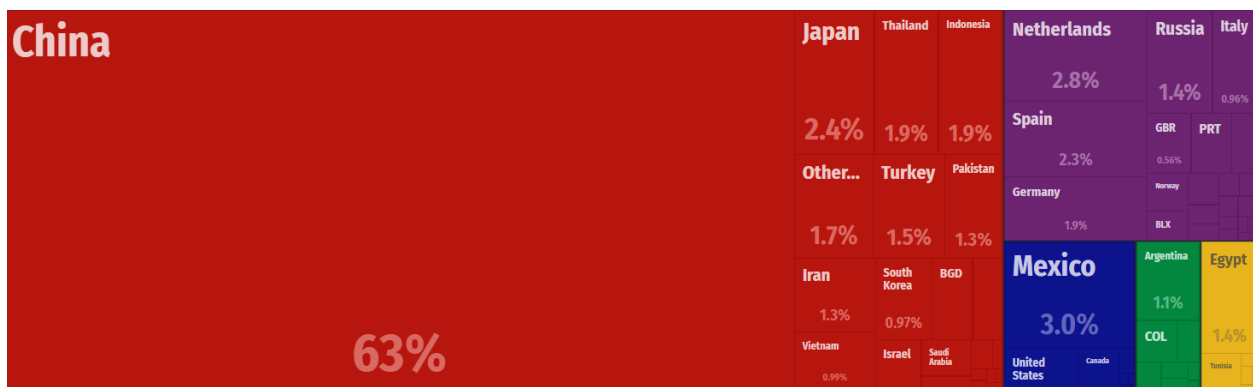 China
63%
Japan
2.4%
Thailand
1.9%
Indonesia
1.9%
Other...
1.7%
Turkey
1.5%
Pakistan
1.3%
Iran
1.3%
South
Korea
0.97%
BGD
Vietnam
0.99%
Israel
Saudi
Arabia
Netherlands
2.8%
Spain
2.3%
Germany
1.9%
Russia
1.4%
Italy
0.96%
GBR
0.56%
PRT
Norway
BLX
Mexico
3.0%
United
States
Canada
Argentina
1.1%
COL
Egypt
1.4%
Tunisia